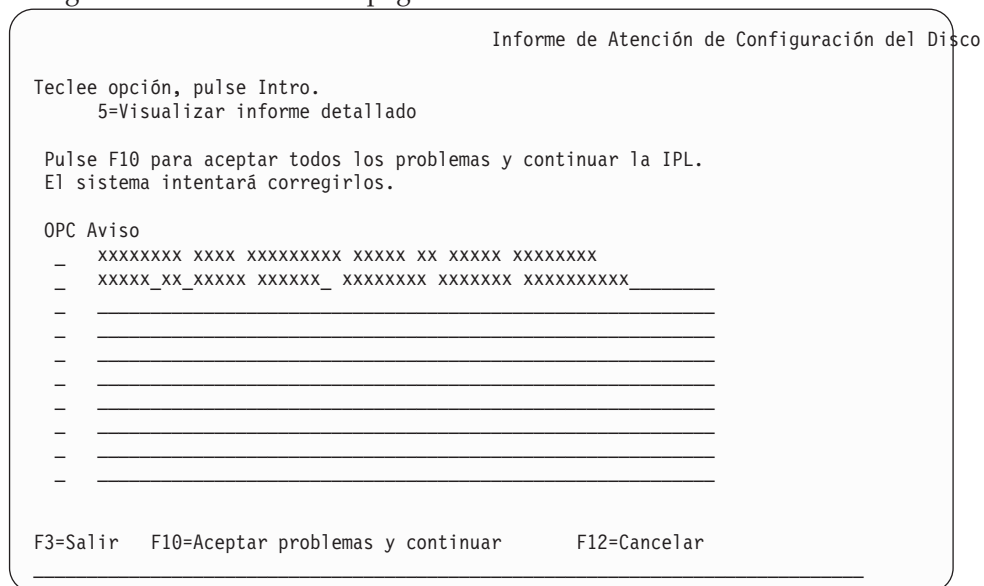 Informe de Atención de Configuración del Disco
Teclee opción, pulse Intro.
5=Visualizar informe detallado
Pulse F10 para aceptar todos los problemas y continuar la IPL.
El sistema intentará corregirlos.
OPC Aviso
_ xxxxxxxx xxxx xxxxxxxxx xxxxx xx xxxxx xxxxxxxx
_ xxxxx_xx_xxxxx xxxxxx_ xxxxxxxx xxxxxxx xxxxxxxxxx________
F3=Salir F10=Aceptar problemas y continuar F12=Cancelar